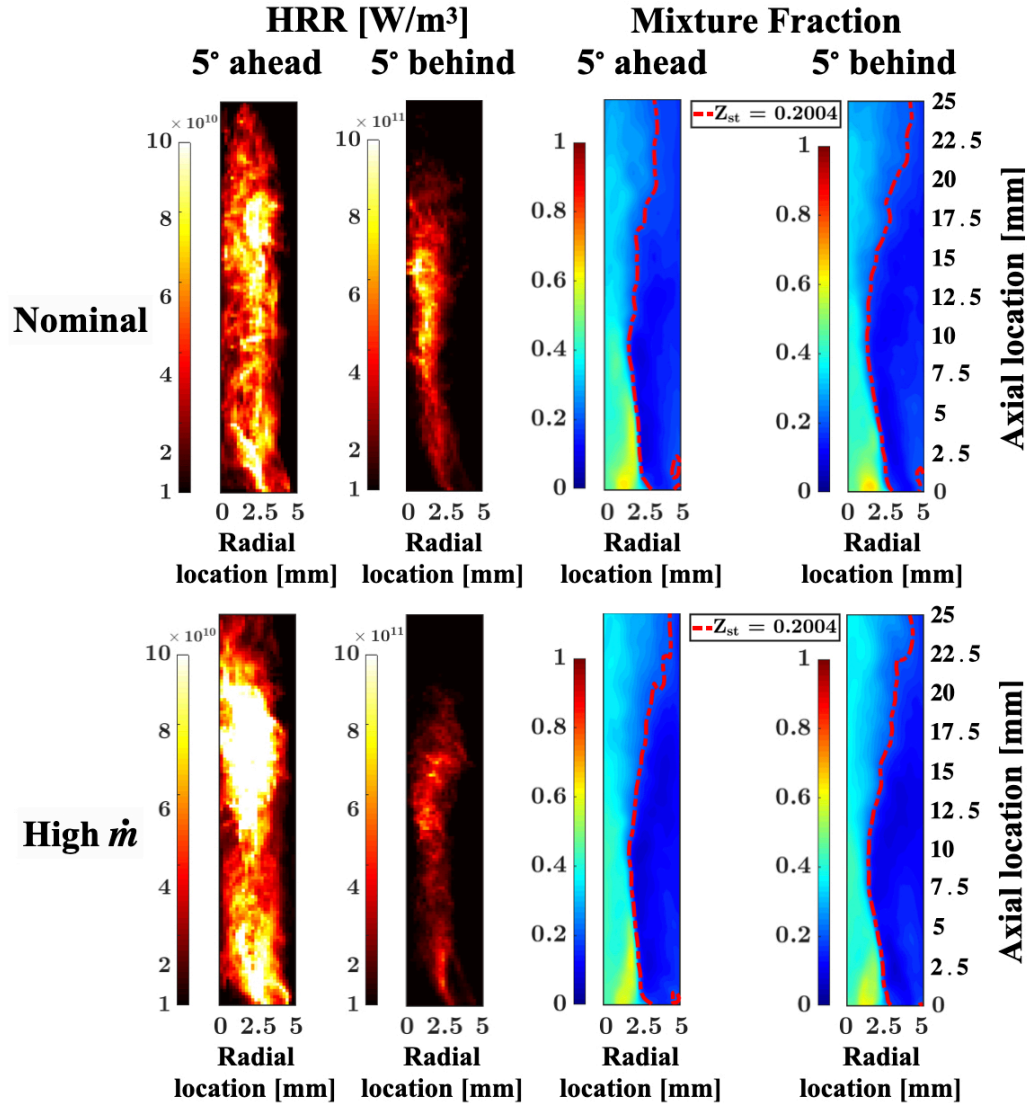 HRR [W/m³]
Mixture Fraction
5° ahead
5° behind
5° ahead
5° behind
Nominal
× 10¹⁰
10
8
6
4
2
1
0 2.5 5
Radial
location [mm]
× 10¹¹
10
8
6
4
2
1
0 2.5 5
Radial
location [mm]
1
0.8
0.6
0.4
0.2
0
0 2.5 5
Radial
location [mm]
Zst = 0.2004
1
0.8
0.6
0.4
0.2
0
0 2.5 5
Radial
location [mm]
25
22.5
20
17.5
15
12.5
10
7.5
5
2.5
0
Axial location [mm]
High ṁ
× 10¹⁰
10
8
6
4
2
1
0 2.5 5
Radial
location [mm]
× 10¹¹
10
8
6
4
2
1
0 2.5 5
Radial
location [mm]
1
0.8
0.6
0.4
0.2
0
0 2.5 5
Radial
location [mm]
Zst = 0.2004
1
0.8
0.6
0.4
0.2
0
0 2.5 5
Radial
location [mm]
25
22.5
20
17.5
15
12.5
10
7.5
5
2.5
0
Axial location [mm]